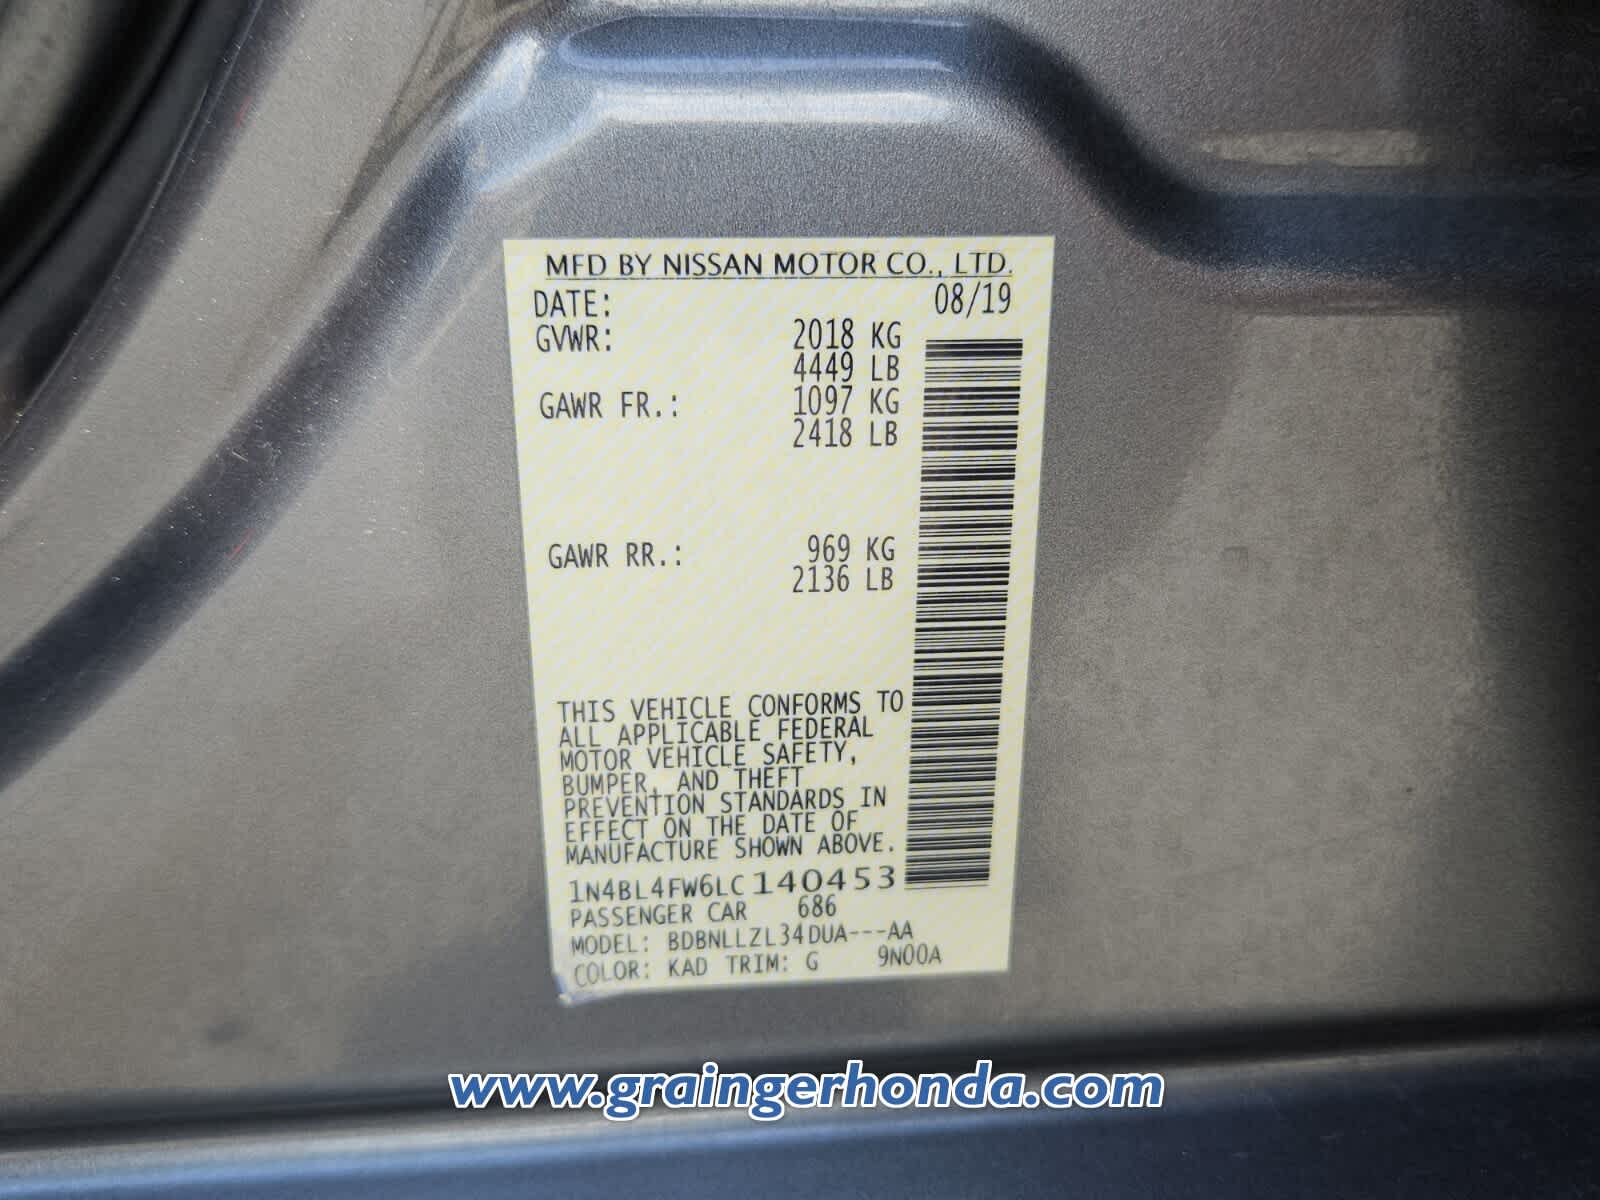 MFD BY NISSAN MOTOR CO., LTD.
DATE: 08/19
GVWR: 2018 KG
4449 LB
GAWR FR.: 1097 KG
2418 LB
GAWR RR.: 969 KG
2136 LB
THIS VEHICLE CONFORMS TO
ALL APPLICABLE FEDERAL
MOTOR VEHICLE SAFETY,
BUMPER, AND THEFT
PREVENTION STANDARDS IN
EFFECT ON THE DATE OF
MANUFACTURE SHOWN ABOVE.
1N4BL4FW6LC140453
PASSENGER CAR 686
MODEL: BDBNLLZL34DUA---AA
COLOR: KAD TRIM: G 9N00A
www.graingerhonda.com